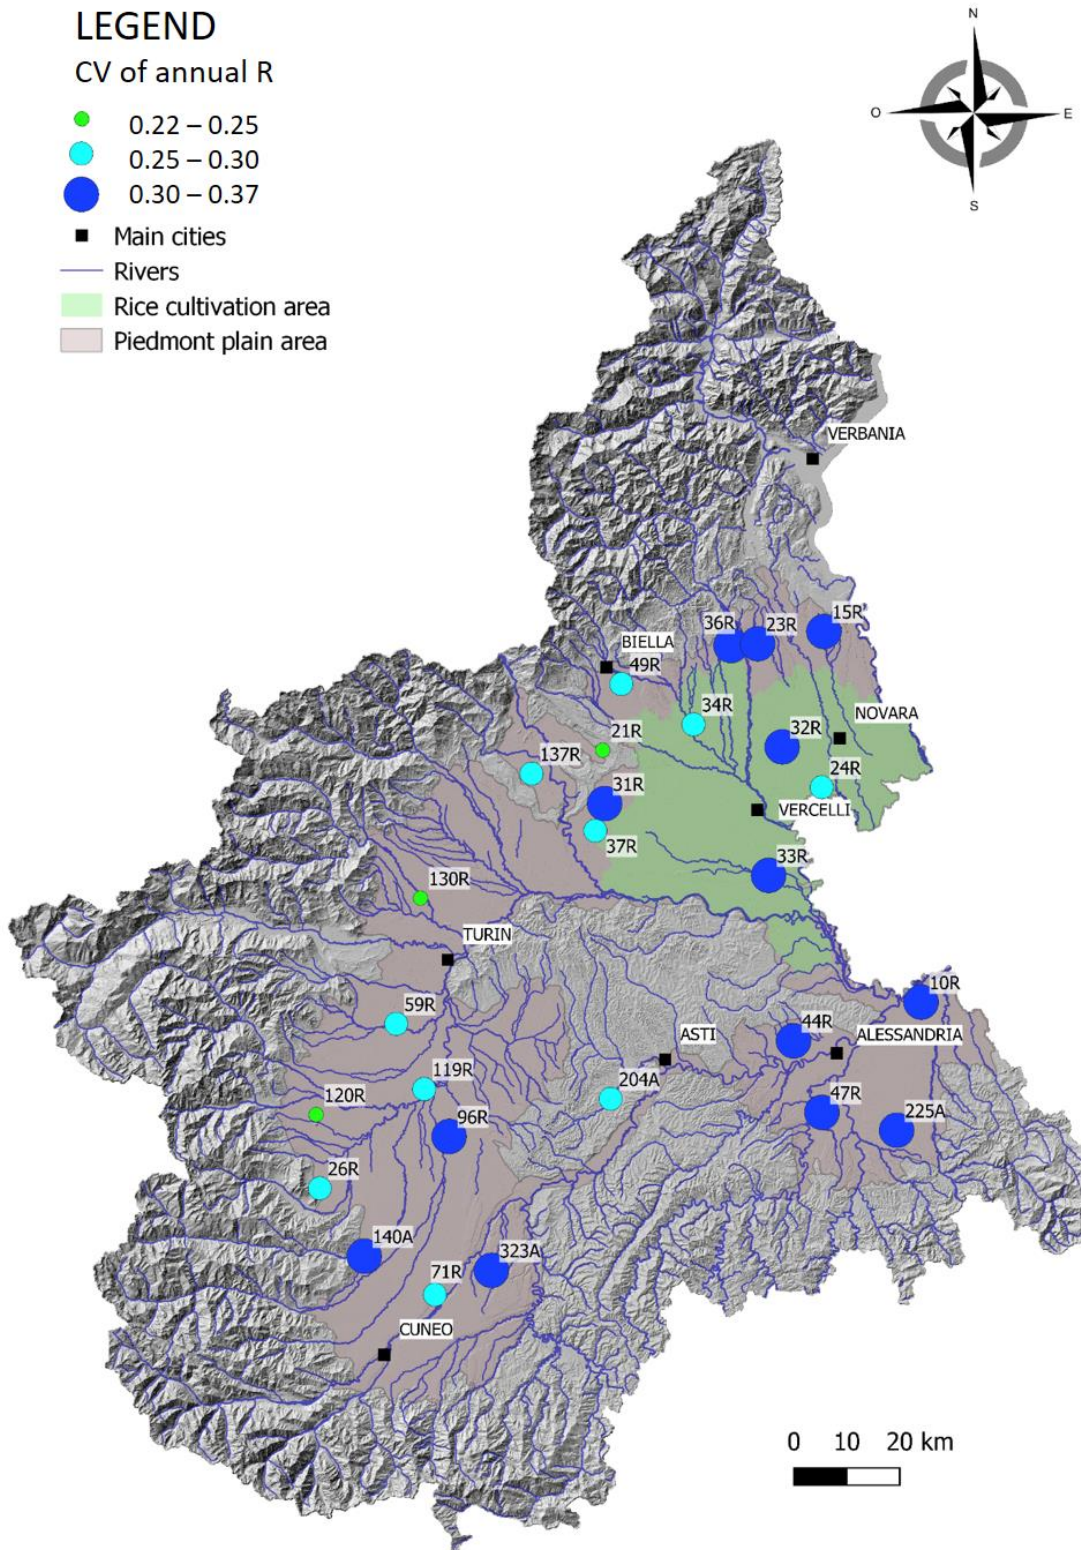 LEGEND
CV of annual R
0.22 – 0.25
0.25 – 0.30
0.30 – 0.37
Main cities
Rivers
Rice cultivation area
Piedmont plain area
N
O
E
S
VERBANIA
15R
36R
23R
BIELLA
49R
34R
NOVARA
21R
32R
137R
24R
31R
VERCELLI
37R
33R
130R
TURIN
10R
59R
44R
ALESSANDRIA
ASTI
119R
204A
120R
47R
96R
225A
26R
140A
323A
71R
CUNEO
0 10 20 km